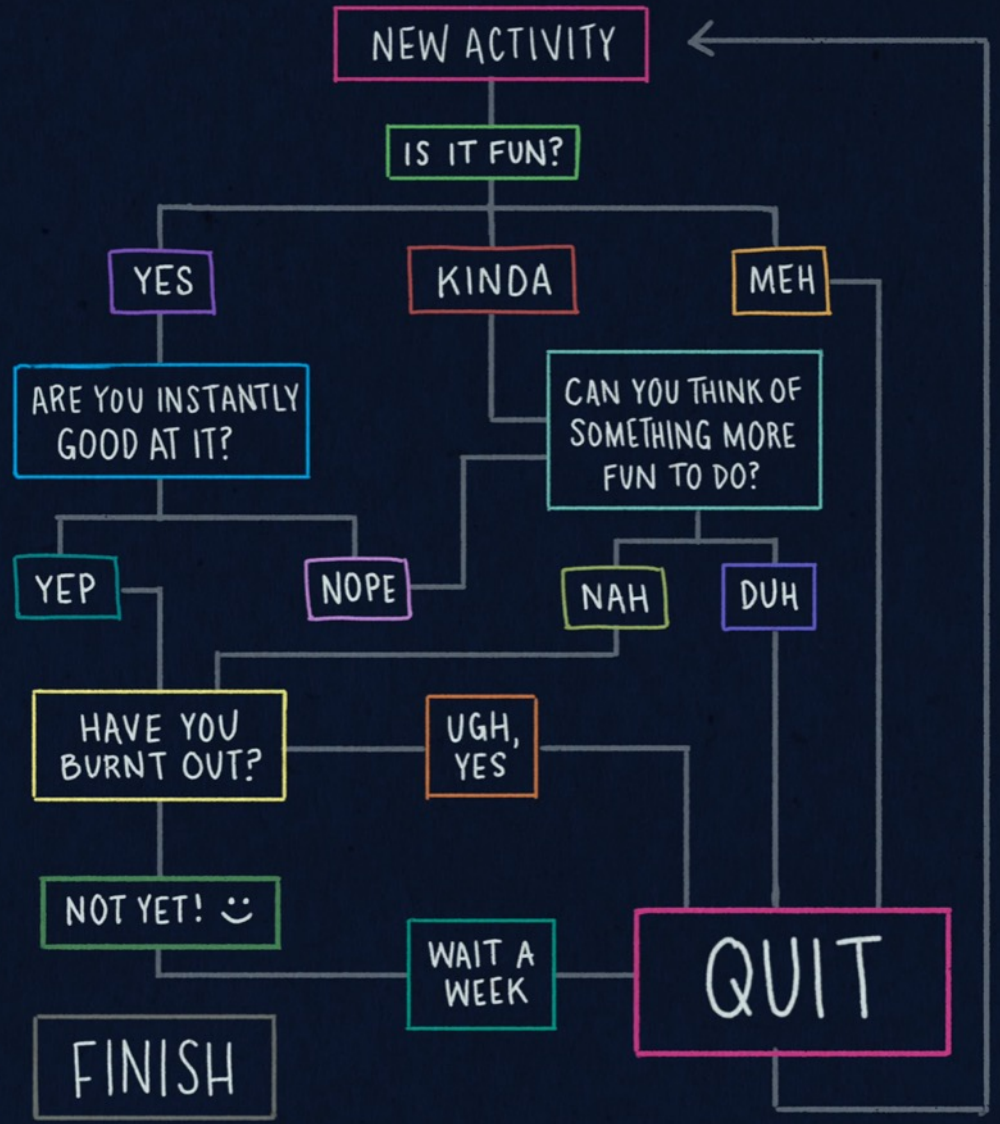 NEW ACTIVITY
IS IT FUN?
YES
KINDA
MEH
ARE YOU INSTANTLY
GOOD AT IT?
CAN YOU THINK OF
SOMETHING MORE
FUN TO DO?
YEP
NOPE
NAH
DUH
HAVE YOU
BURNT OUT?
UGH,
YES
NOT YET! :)
WAIT A
WEEK
QUIT
FINISH